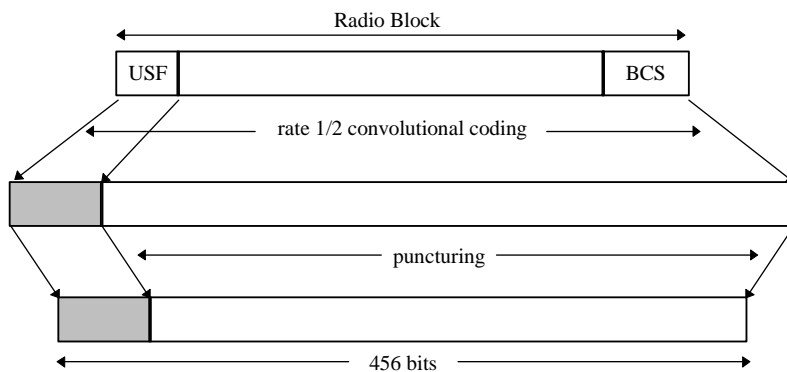 Radio Block
USF
BCS
rate 1/2 convolutional coding
puncturing
456 bits